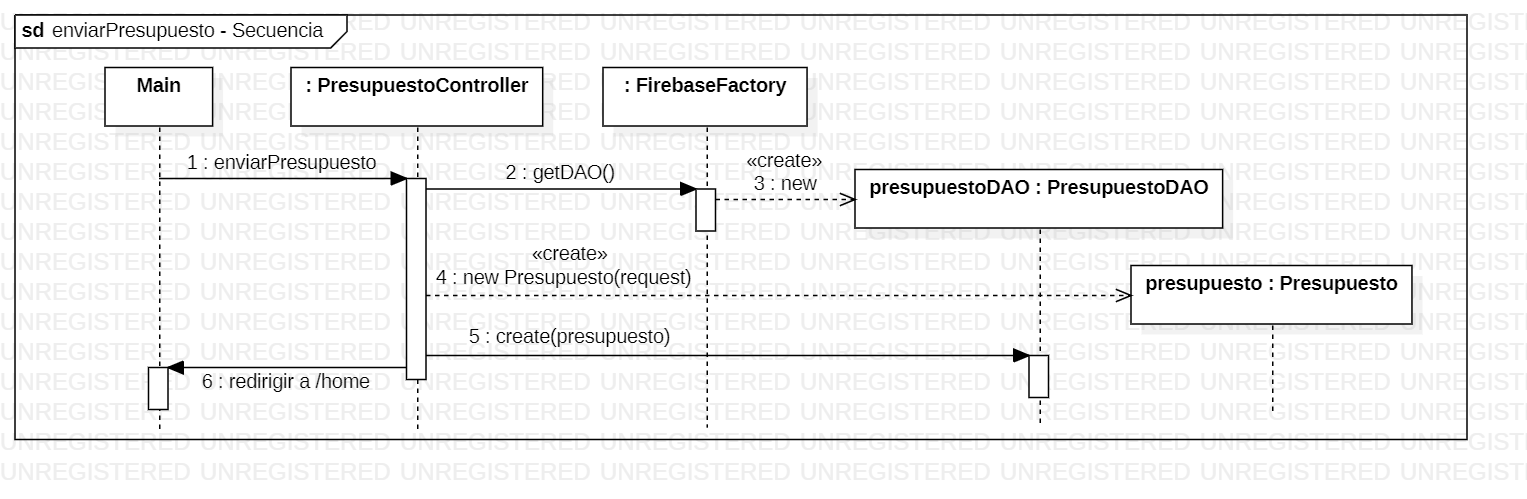 sd enviarPresupuesto - Secuencia
Main
: PresupuestoController
: FirebaseFactory
1 : enviarPresupuesto
2 : getDAO()
«create»
3 : new
presupuestoDAO : PresupuestoDAO
«create»
4 : new Presupuesto(request)
presupuesto : Presupuesto
5 : create(presupuesto)
6 : redirigir a /home
UNREGISTERED